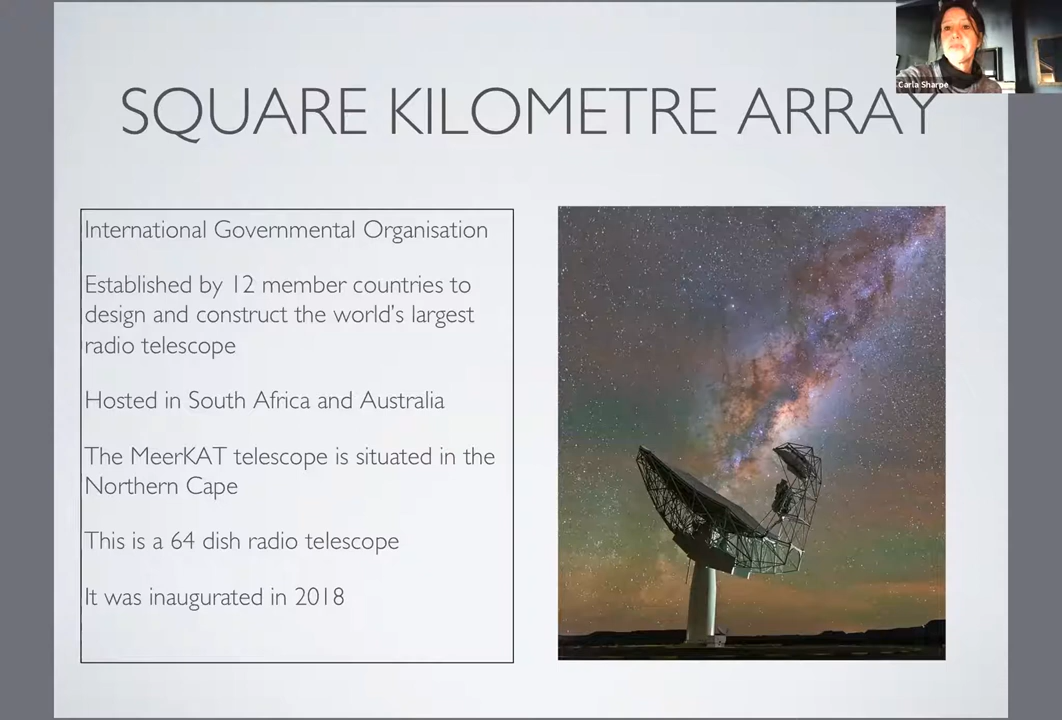 Carla Sharpe
SQUARE KILOMETRE ARRAY
International Governmental Organisation
Established by 12 member countries to
design and construct the world's largest
radio telescope
Hosted in South Africa and Australia
The MeerKAT telescope is situated in the
Northern Cape
This is a 64 dish radio telescope
It was inaugurated in 2018